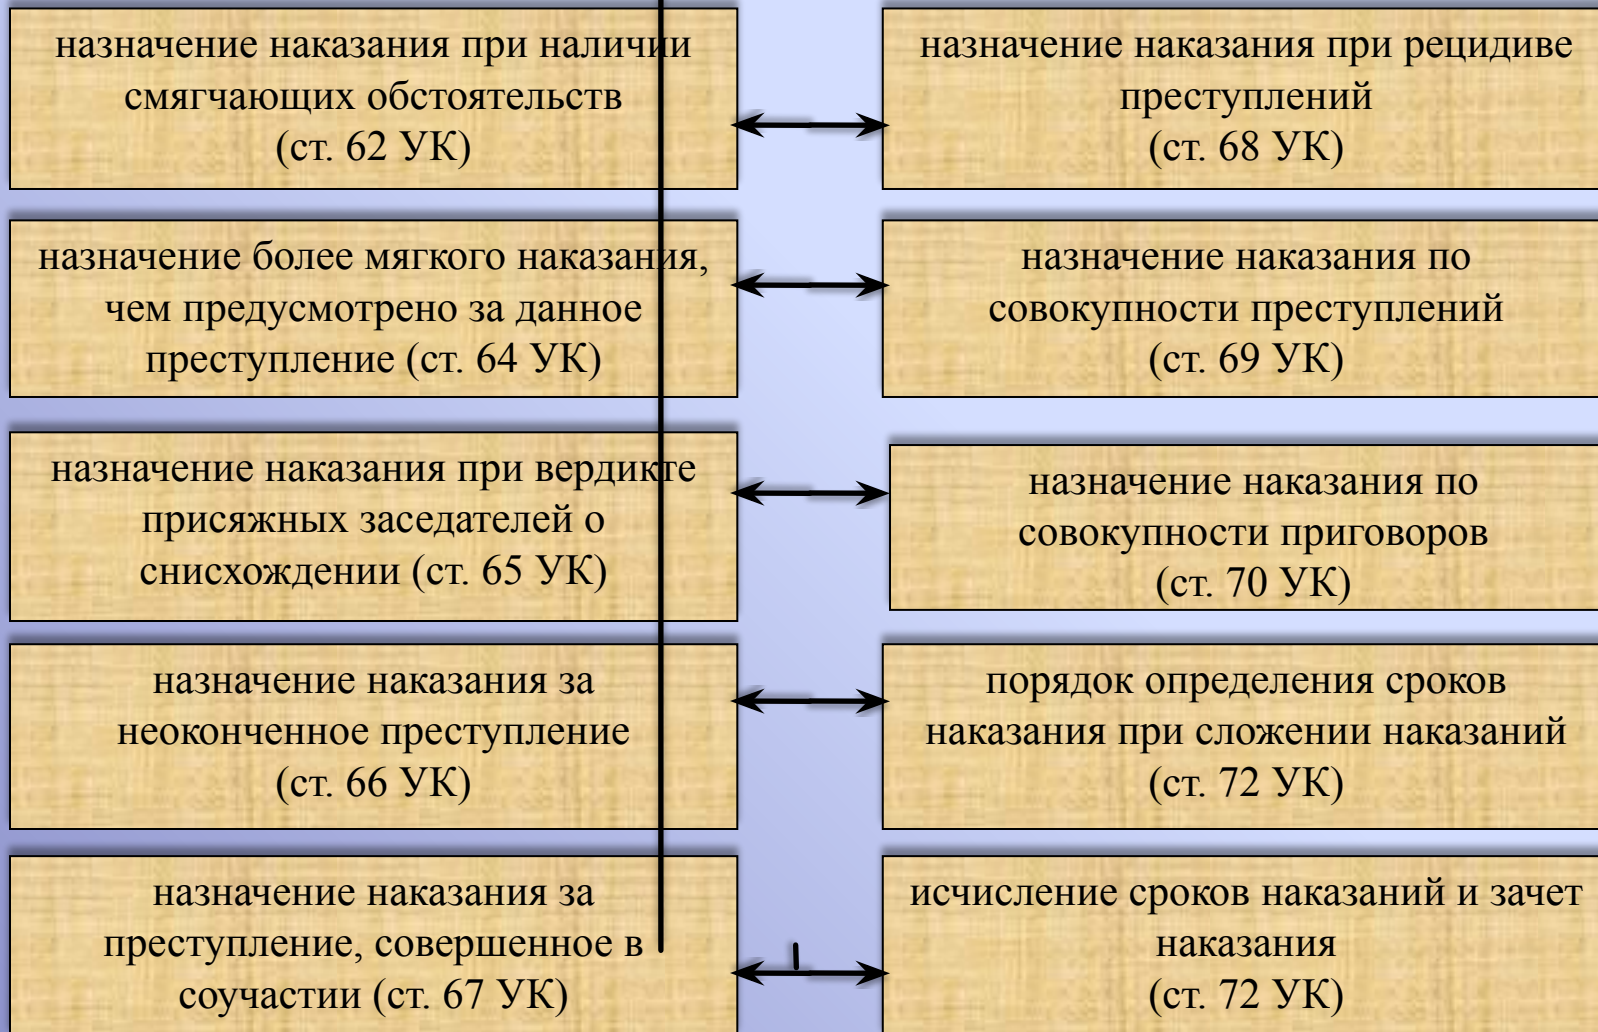 назначение наказания при наличии
смягчающих обстоятельств
(ст. 62 УК)
назначение наказания при рецидиве
преступлений
(ст. 68 УК)
назначение более мягкого наказания,
чем предусмотрено за данное
преступление (ст. 64 УК)
назначение наказания по
совокупности преступлений
(ст. 69 УК)
назначение наказания при вердикте
присяжных заседателей о
снисхождении (ст. 65 УК)
назначение наказания по
совокупности приговоров
(ст. 70 УК)
назначение наказания за
неоконченное преступление
(ст. 66 УК)
порядок определения сроков
наказания при сложении наказаний
(ст. 72 УК)
назначение наказания за
преступление, совершенное в
соучастии (ст. 67 УК)
исчисление сроков наказаний и зачет
наказания
(ст. 72 УК)